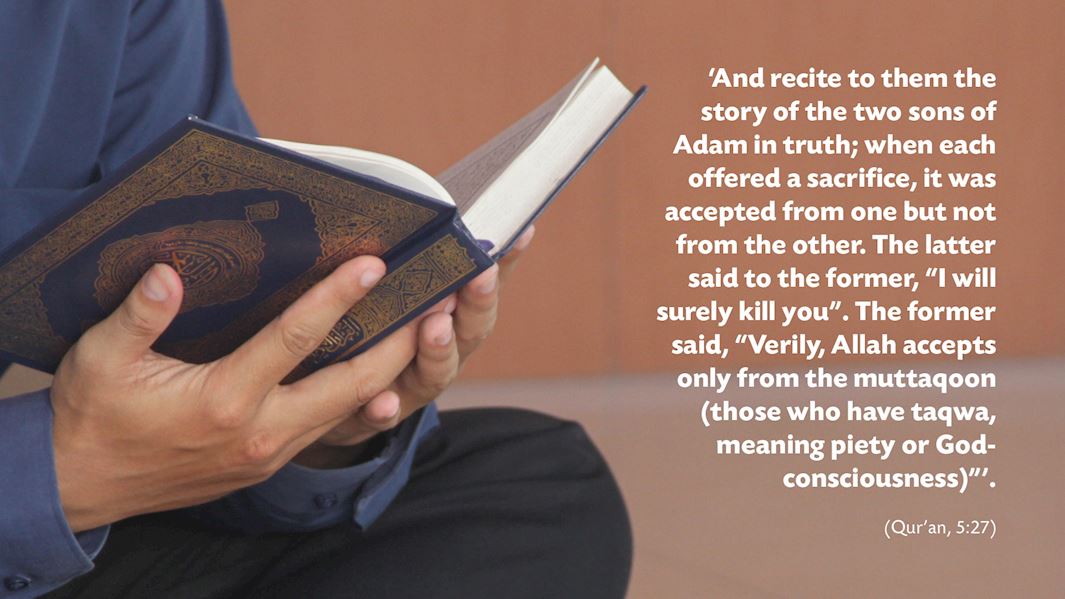 ‘And recite to them the
story of the two sons of
Adam in truth; when each
offered a sacrifice, it was
accepted from one but not
from the other. The latter
said to the former, “I will
surely kill you”. The former
said, “Verily, Allah accepts
only from the muttaqoon
(those who have taqwa,
meaning piety or God-
consciousness)”’.
(Qur’an, 5:27)